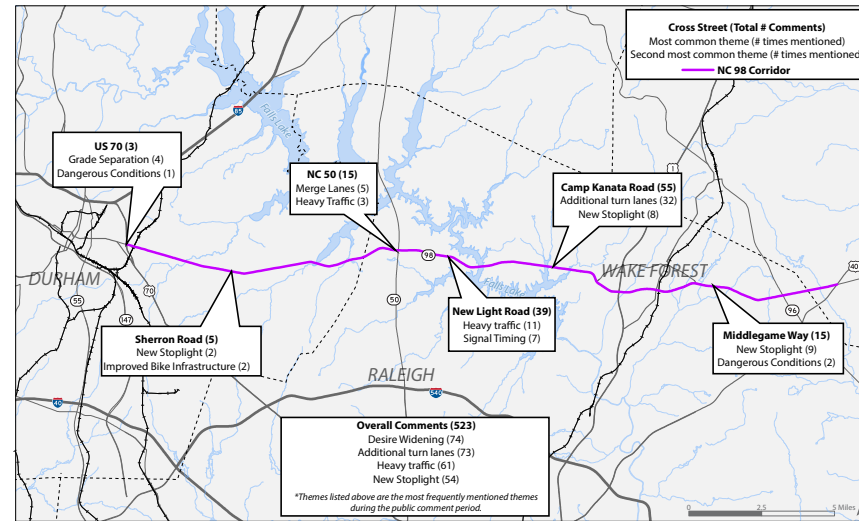 Cross Street (Total # Comments)
Most common theme (# times mentioned)
Second most common theme (# times mentioned
NC 98 Corridor
85
Falls Lake
1
US 70 (3)
Grade Separation (4)
Dangerous Conditions (1)
NC 50 (15)
Merge Lanes (5)
Heavy Traffic (3)
Camp Kanata Road (55)
Additional turn lanes (32)
New Stoplight (8)
98
DURHAM
WAKE FOREST
401
Falls Lake
70
55
50
96
147
New Light Road (39)
Heavy traffic (11)
Signal Timing (7)
Sherron Road (5)
New Stoplight (2)
Improved Bike Infrastructure (2)
Middlegame Way (15)
New Stoplight (9)
Dangerous Conditions (2)
RALEIGH
540
40
Overall Comments (523)
Desire Widening (74)
Additional turn lanes (73)
Heavy traffic (61)
New Stoplight (54)
*Themes listed above are the most frequently mentioned themes
during the public comment period.
0 2.5 5 Miles